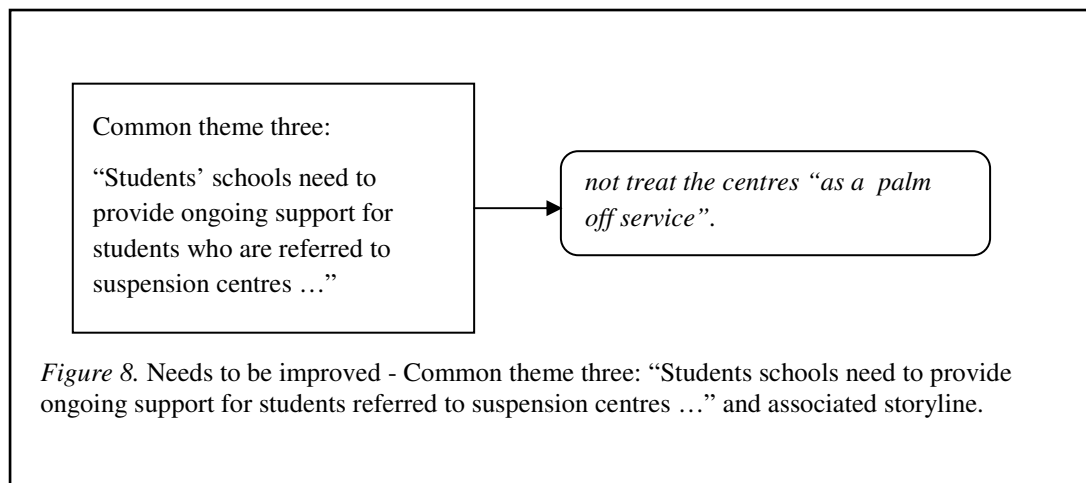 Common theme three:
“Students’ schools need to
provide ongoing support for
students who are referred to
suspension centres …”
not treat the centres “as a palm
off service”.
Figure 8. Needs to be improved - Common theme three: “Students schools need to provide
ongoing support for students referred to suspension centres …” and associated storyline.